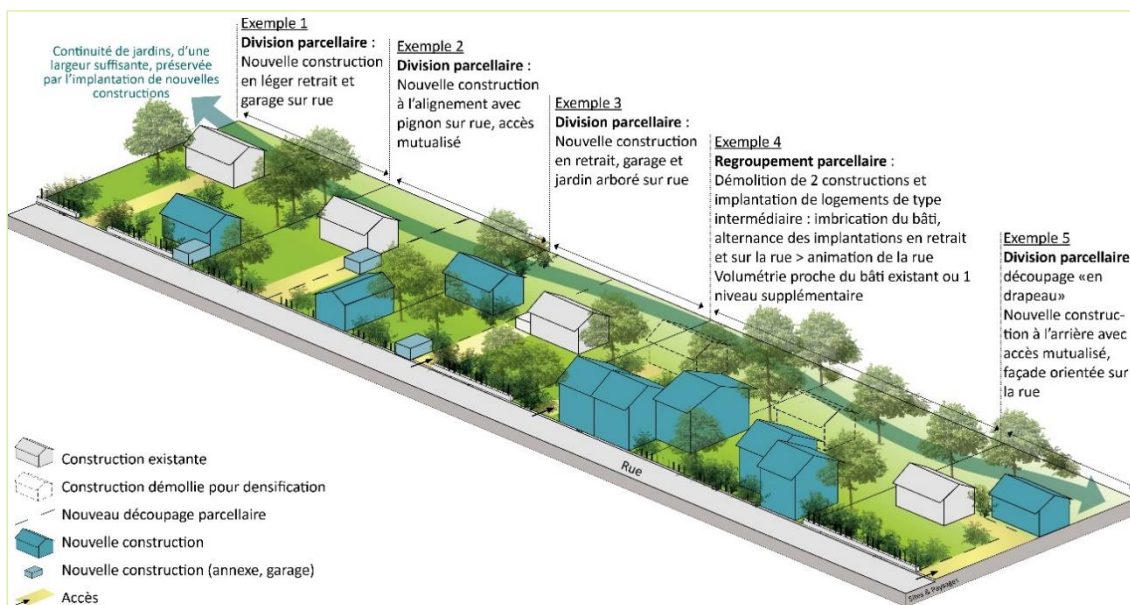 Continuité de jardins, d'une
largeur suffisante, préservée
par l'implantation de nouvelles
constructions
Exemple 1
Division parcellaire :
Nouvelle construction
en léger retrait et
garage sur rue
Exemple 2
Division parcellaire :
Nouvelle construction
à l'alignement avec
pignon sur rue, accès
mutualisé
Exemple 3
Division parcellaire :
Nouvelle construction
en retrait, garage et
jardin arboré sur rue
Exemple 4
Regroupement parcellaire :
Démolition de 2 constructions et
implantation de logements de type
intermédiaire : imbrication du bâti,
alternance des implantations en retrait
et sur la rue > animation de la rue
Volumétrie proche du bâti existant ou 1
niveau supplémentaire
Exemple 5
Division parcellaire
découpage «en
drapeau»
Nouvelle construc-
tion à l'arrière avec
accès mutualisé,
façade orientée sur
la rue
Rue
Construction existante
Construction démollie pour densification
Nouveau découpage parcellaire
Nouvelle construction
Nouvelle construction (annexe, garage)
Accès
Sites & Paysages